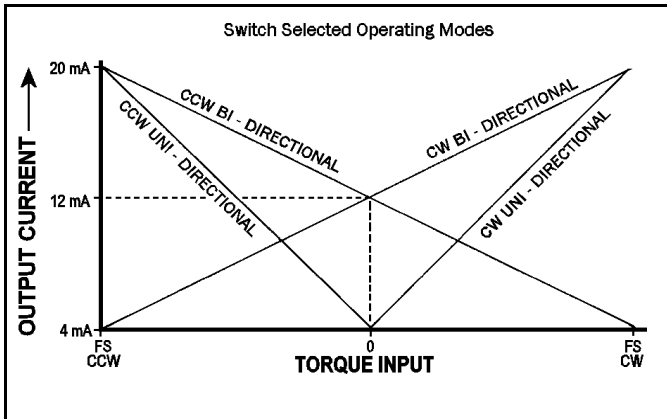 Switch Selected Operating Modes
20 mA
CCW BI - DIRECTIONAL
CCW UNI - DIRECTIONAL
CW BI - DIRECTIONAL
CW UNI - DIRECTIONAL
OUTPUT CURRENT
12 mA
4 mA
FS
CCW
0
FS
CW
TORQUE INPUT